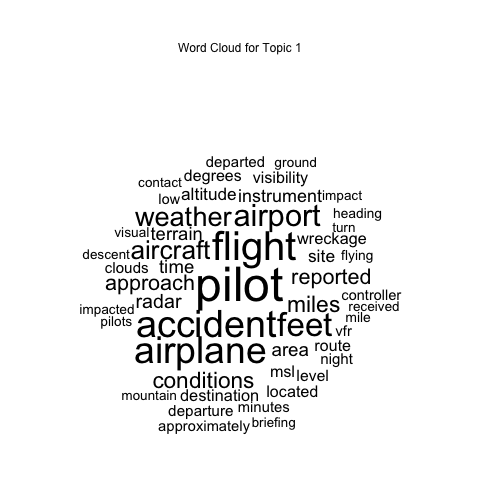 Word Cloud for Topic 1
departed ground
contact degrees visibility
low altitude instrument impact
weather airport heading
visual terrain flight turn
wreckage
descent aircraft site flying
clouds time pilot
approach reported
radar miles controller
received
impacted accident feet mile
pilots vfr
airplane area route
night
conditions msl level
mountain destination located
departure minutes
approximately briefing